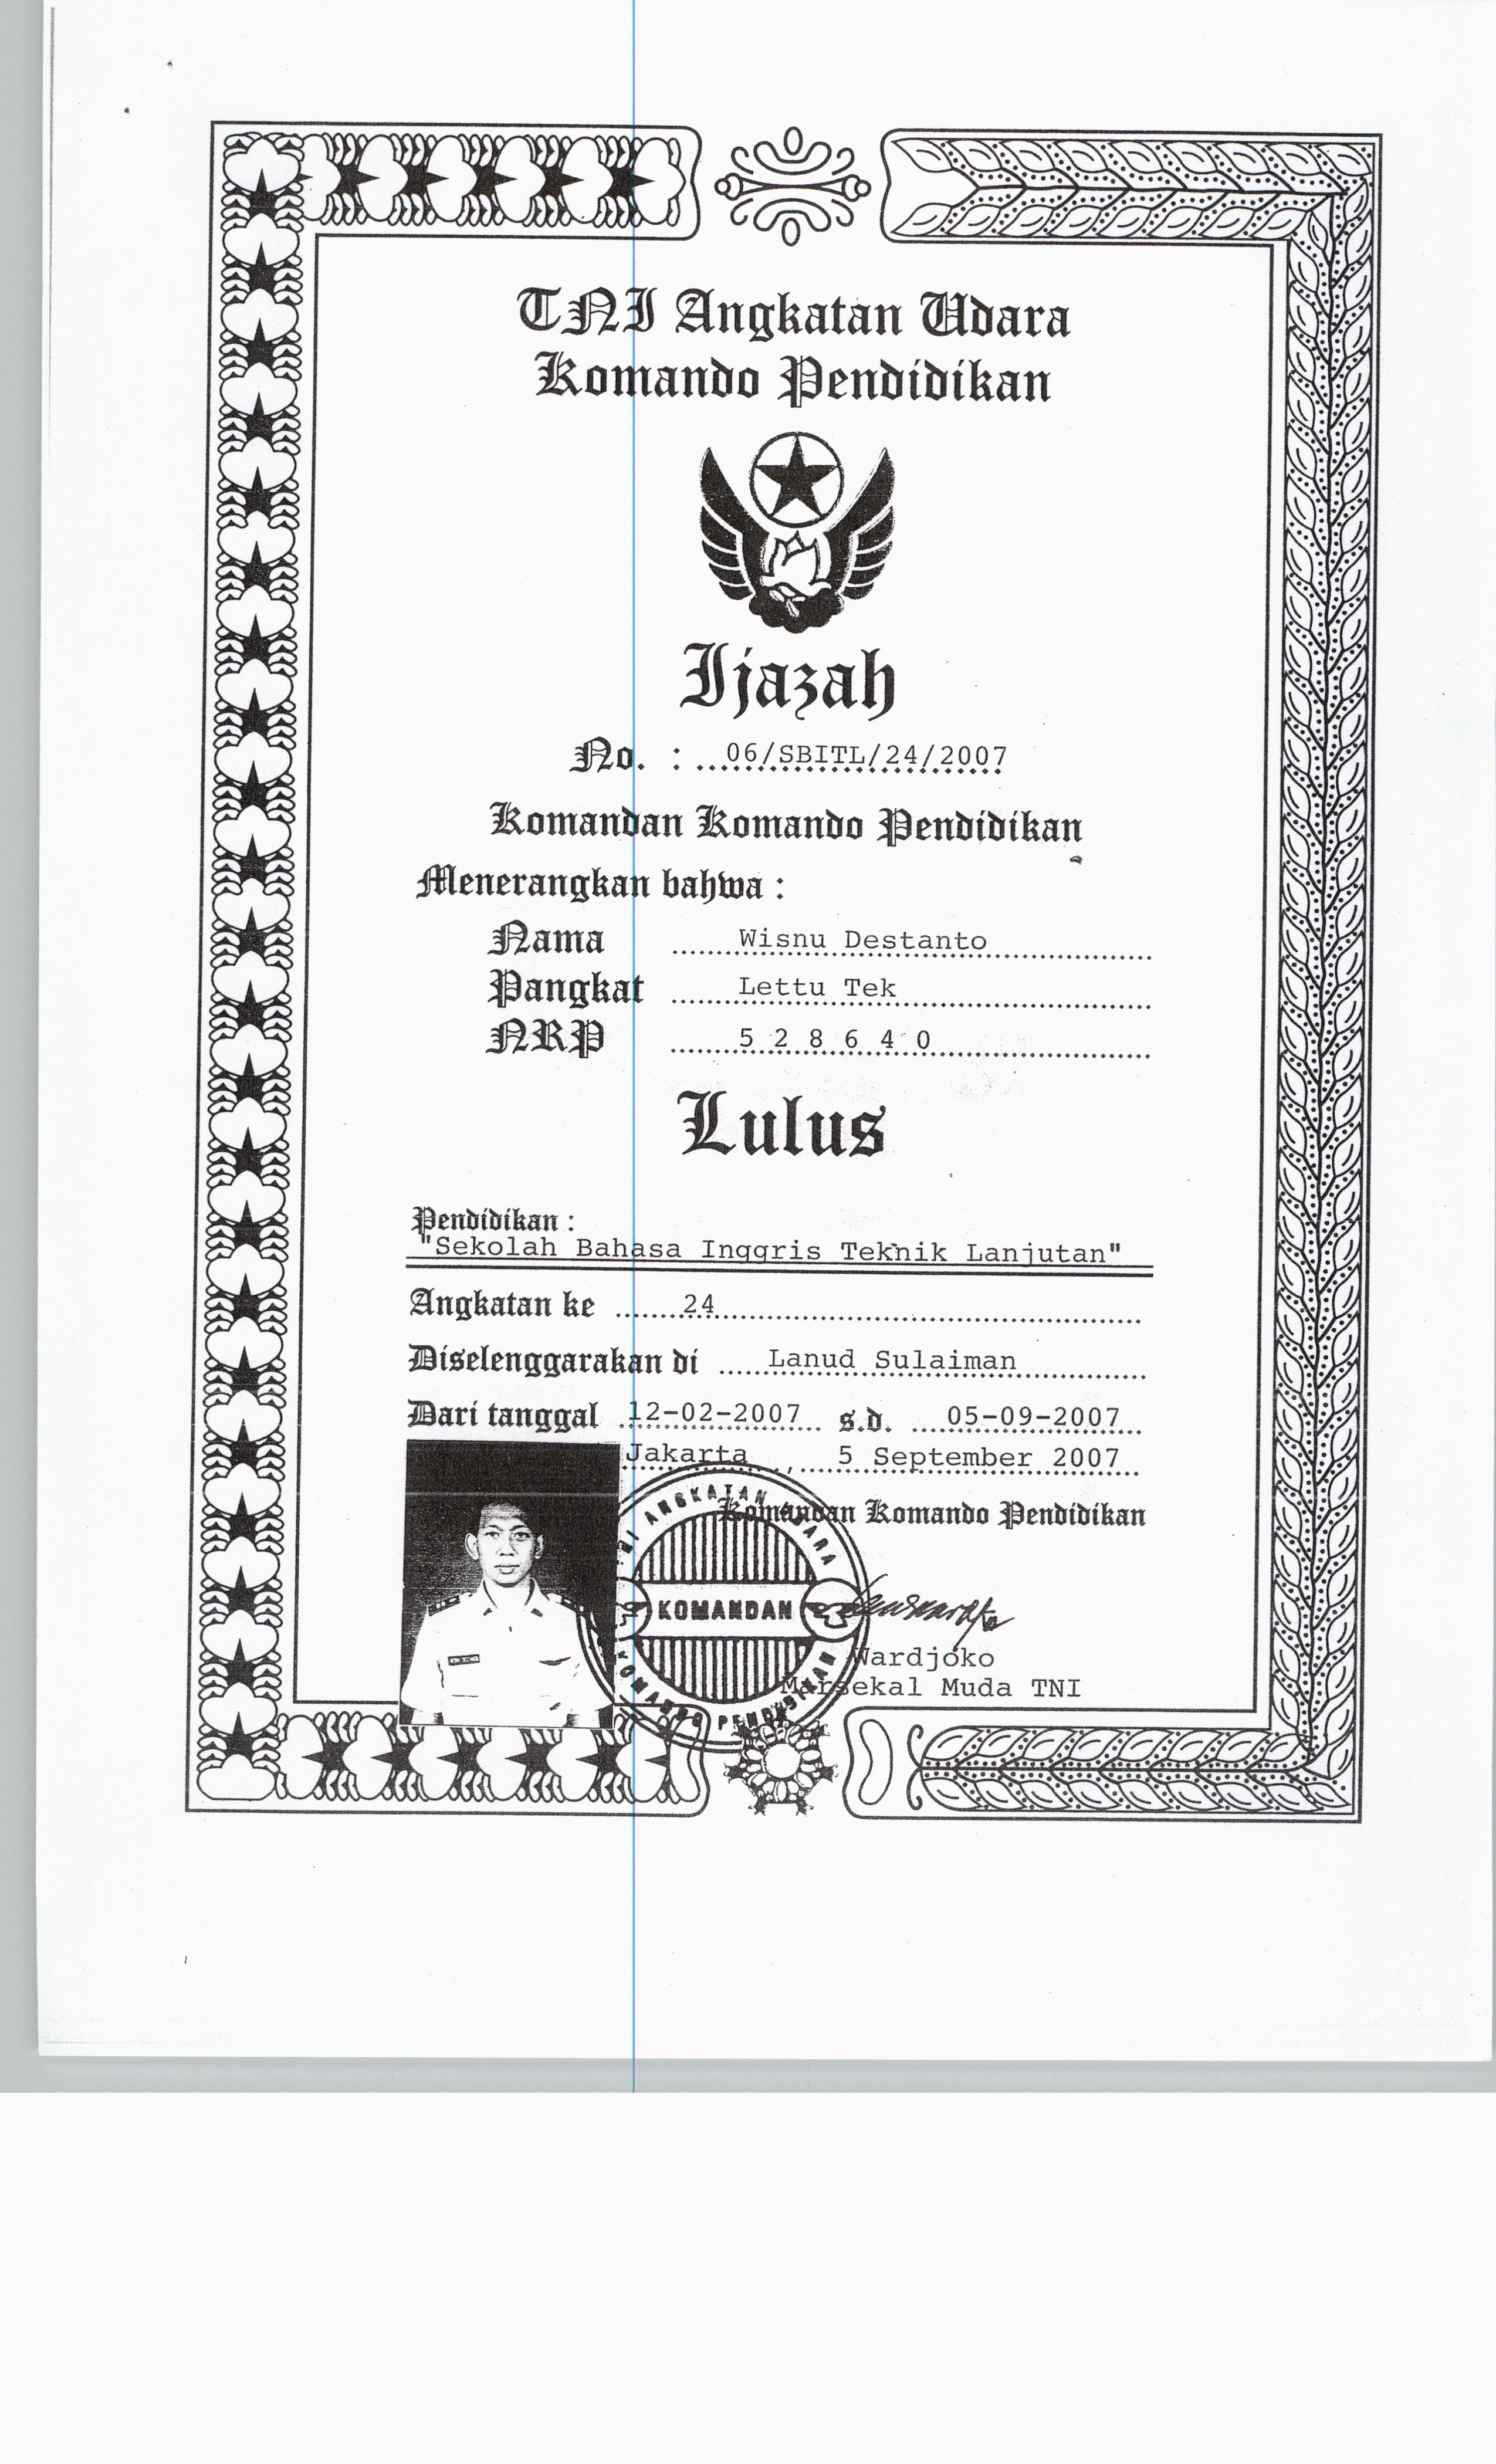 TNI Angkatan Udara
Komando Pendidikan
Ijazah
No. : ...06/SBITL/24/2007
Komandan Komando Pendidikan
Menerangkan bahwa :
Nama Wisnu Destanto
Pangkat Lettu Tek
NRP 5 2 8 6 4 0
Lulus
Pendidikan :
"Sekolah Bahasa Inggris Teknik Lanjutan"
Angkatan ke 24
Diselenggarakan di Lanud Sulaiman
Dari tanggal 12-02-2007 s.d. 05-09-2007
Jakarta, 5 September 2007
Komandan Komando Pendidikan
TNI ANGKATAN UDARA
KOMANDAN
KOMANDO PENDIDIKAN
Wardjoko
Marsekal Muda TNI